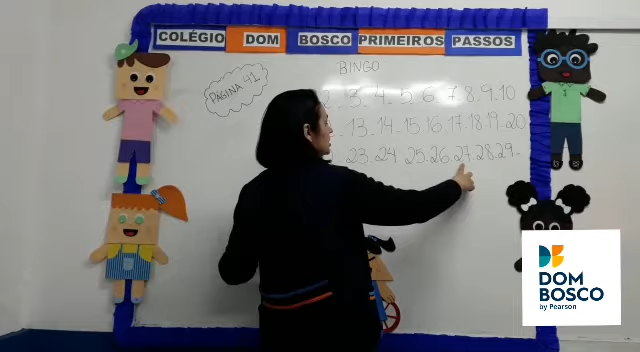 COLÉGIO DOM BOSCO PRIMEIROS PASSOS
BINGO
PAGINA 41
2. 3. 4. 5. 6. 7. 8. 9. 10
13. 14. 15. 16. 17. 18. 19. 20
23. 24. 25. 26. 27. 28. 29.
DOM
BOSCO
by Pearson